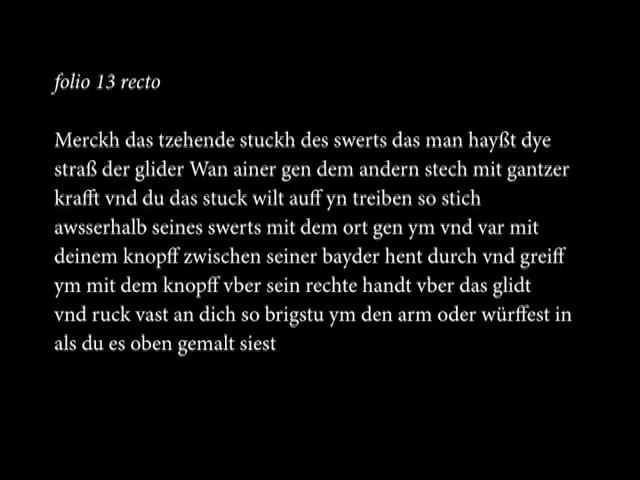 folio 13 recto
Merckh das tzehende stuckh des swerts das man hayßt dye
straß der glider Wan ainer gen dem andern stech mit gantzer
krafft vnd du das stuck wilt auff yn treiben so stich
awsserhalb seines swerts mit dem ort gen ym vnd var mit
deinem knopff zwischen seiner bayder hent durch vnd greiff
ym mit dem knopff vber sein rechte handt vber das glidt
vnd ruck vast an dich so brigstu ym den arm oder würffest in
als du es oben gemalt siest